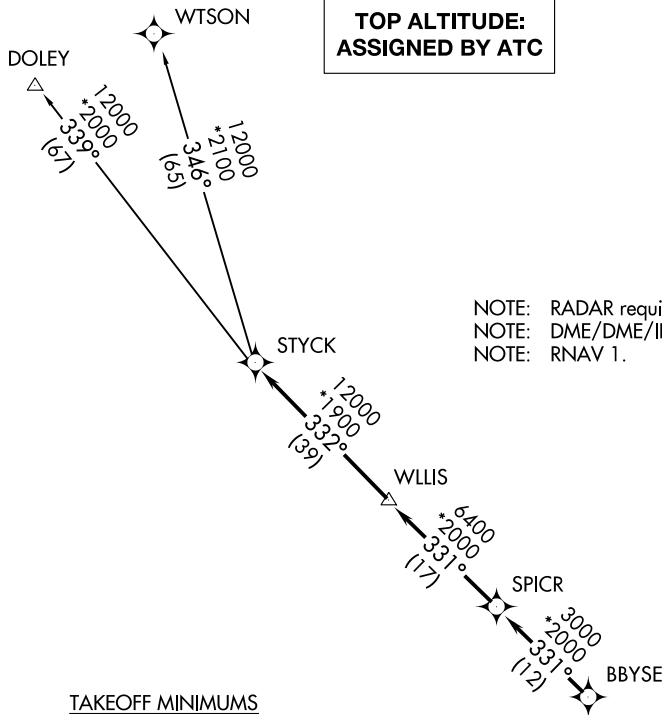 WTSON
TOP ALTITUDE:
ASSIGNED BY ATC
DOLEY
12000
*2000
339°
(67)
12000
*2100
346°
(65)
NOTE: RADAR requi
NOTE: DME/DME/I
NOTE: RNAV 1.
STYCK
12000
*1900
332°
(39)
WLLIS
6400
*2000
331°
(17)
SPICR
3000
*2000
331°
(12)
BBYSE
TAKEOFF MINIMUMS